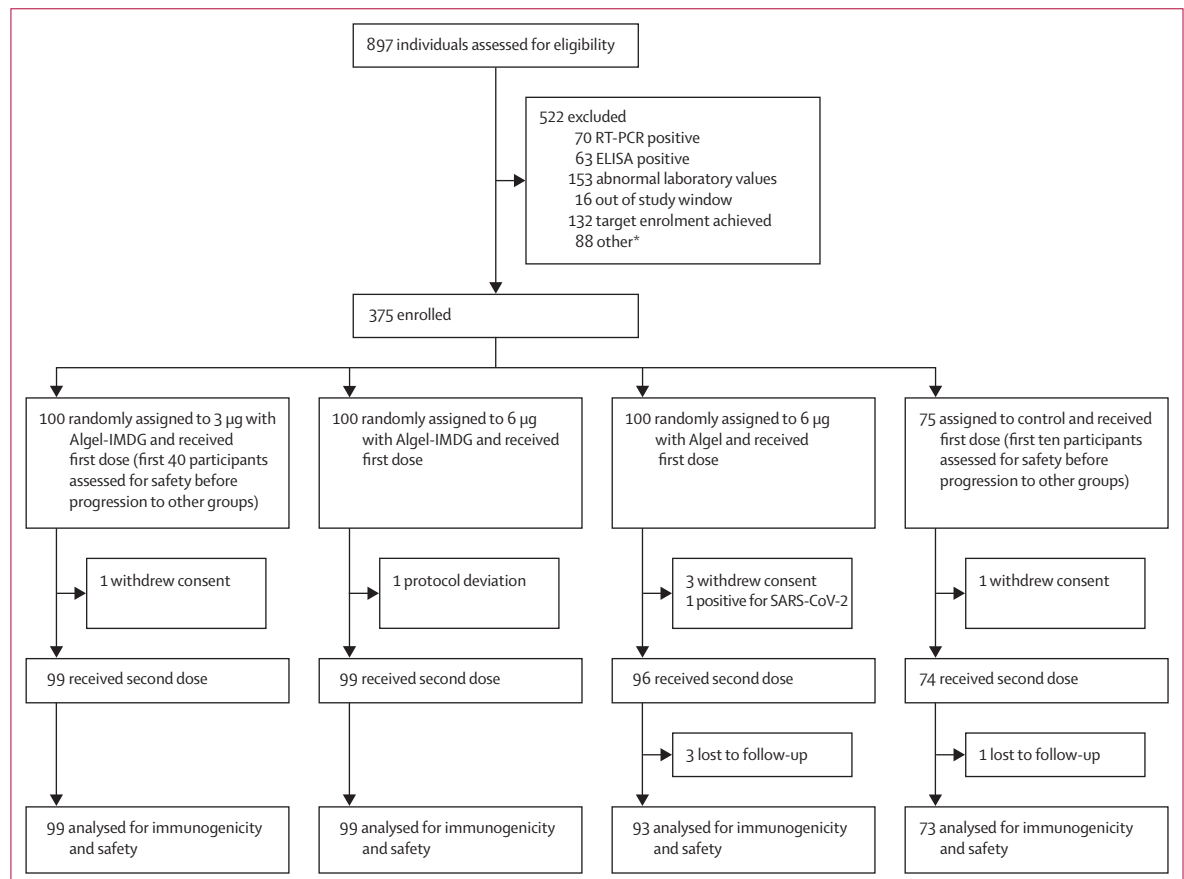 897 individuals assessed for eligibility
522 excluded
70 RT-PCR positive
63 ELISA positive
153 abnormal laboratory values
16 out of study window
132 target enrolment achieved
88 other*
375 enrolled
100 randomly assigned to 3 µg with
Algel-IMDG and received
first dose (first 40 participants
assessed for safety before
progression to other groups)
100 randomly assigned to 6 µg
with Algel-IMDG and received
first dose
100 randomly assigned to 6 µg
with Algel and received
first dose
75 assigned to control and received
first dose (first ten participants
assessed for safety before
progression to other groups)
1 withdrew consent
1 protocol deviation
3 withdrew consent
1 positive for SARS-CoV-2
1 withdrew consent
99 received second dose
99 received second dose
96 received second dose
74 received second dose
3 lost to follow-up
1 lost to follow-up
99 analysed for immunogenicity
and safety
99 analysed for immunogenicity
and safety
93 analysed for immunogenicity
and safety
73 analysed for immunogenicity
and safety